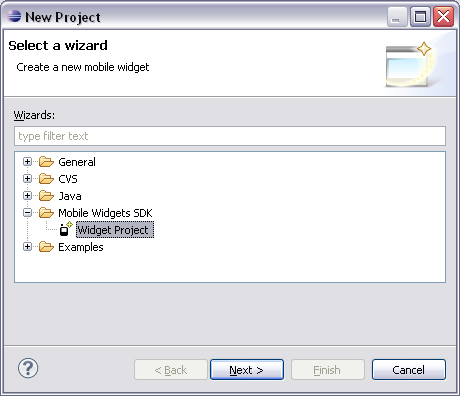 New Project
Select a wizard
Create a new mobile widget
Wizards:
type filter text
General
CVS
Java
Mobile Widgets SDK
Widget Project
Examples
? < Back Next > Finish Cancel